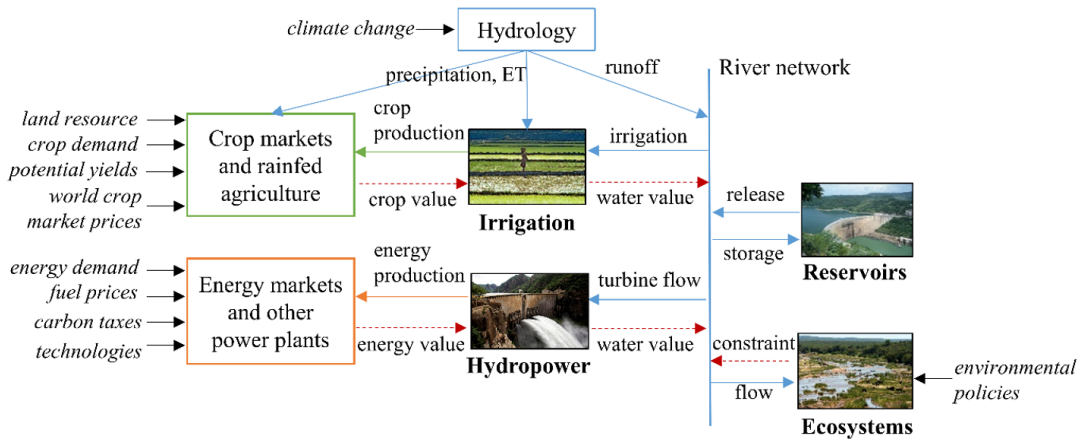 climate change
Hydrology
precipitation, ET
runoff
River network
land resource
crop demand
potential yields
world crop
market prices
Crop markets
and rainfed
agriculture
crop
production
crop value
Irrigation
irrigation
water value
release
storage
Reservoirs
energy demand
fuel prices
carbon taxes
technologies
Energy markets
and other
power plants
energy
production
energy value
Hydropower
turbine flow
water value
constraint
flow
Ecosystems
environmental
policies